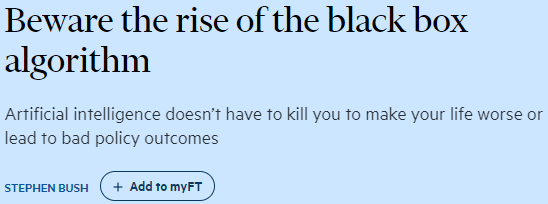 Beware the rise of the black box
algorithm
Artificial intelligence doesn’t have to kill you to make your life worse or
lead to bad policy outcomes
STEPHEN BUSH + Add to myFT